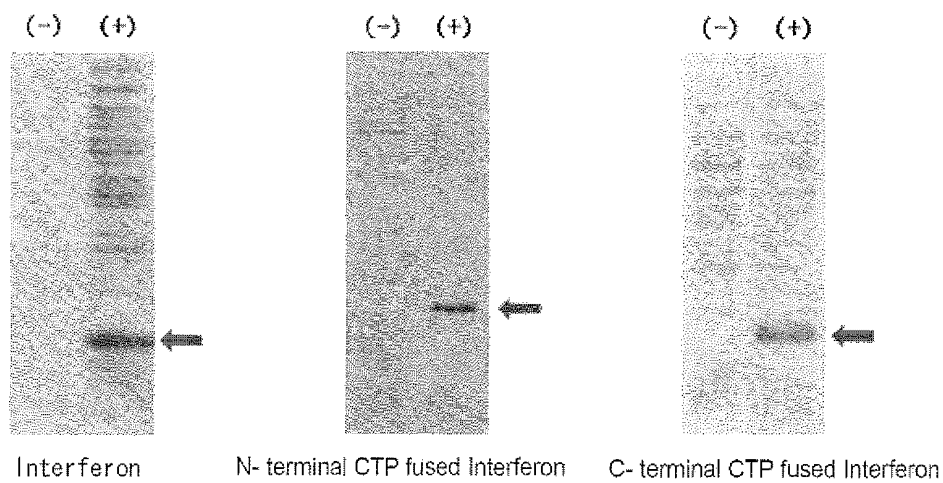 (-) (+) (-) (+) (-) (+)
Interferon N- terminal CTP fused Interferon C- terminal CTP fused Interferon